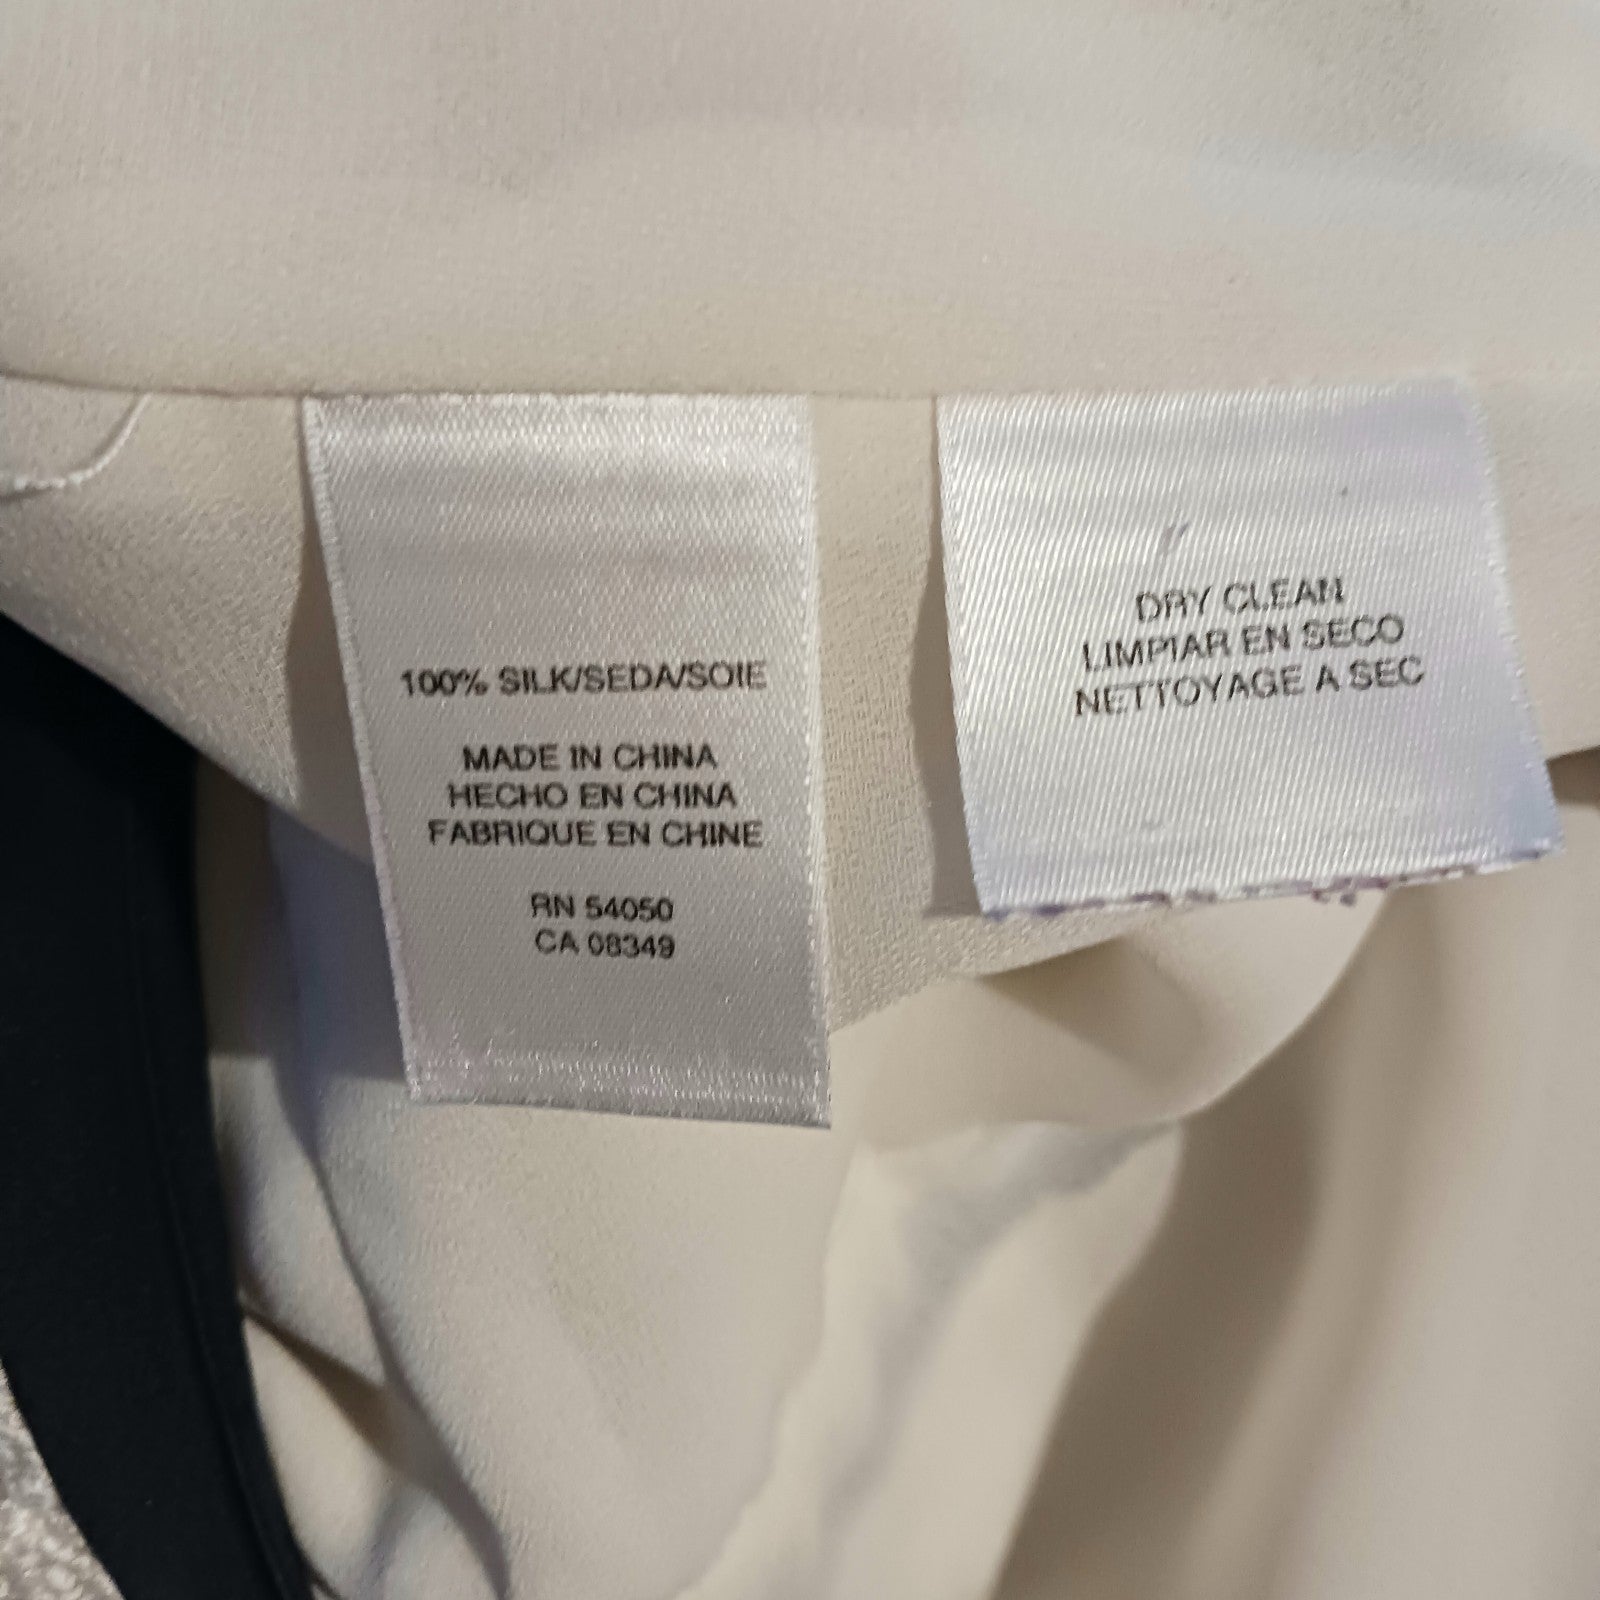 100% SILK/SEDA/SOIE
MADE IN CHINA
HECHO EN CHINA
FABRIQUE EN CHINE
RN 54050
CA 08349
DRY CLEAN
LIMPIAR EN SECO
NETTOYAGE A SEC